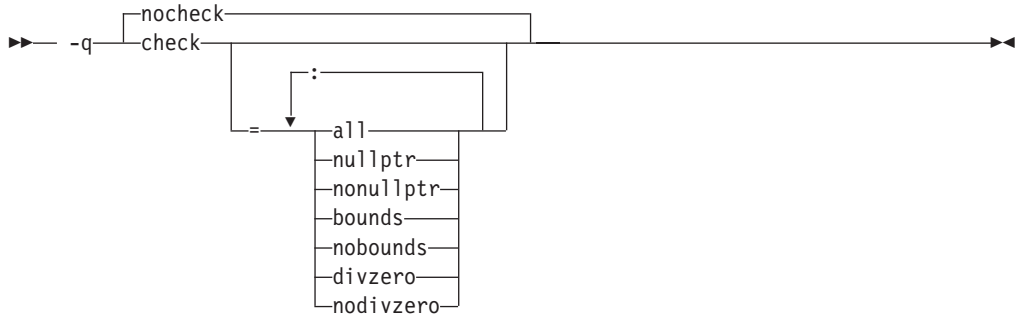 nocheck
-q check
:
= all
nullptr
nonullptr
bounds
nobounds
divzero
nodivzero